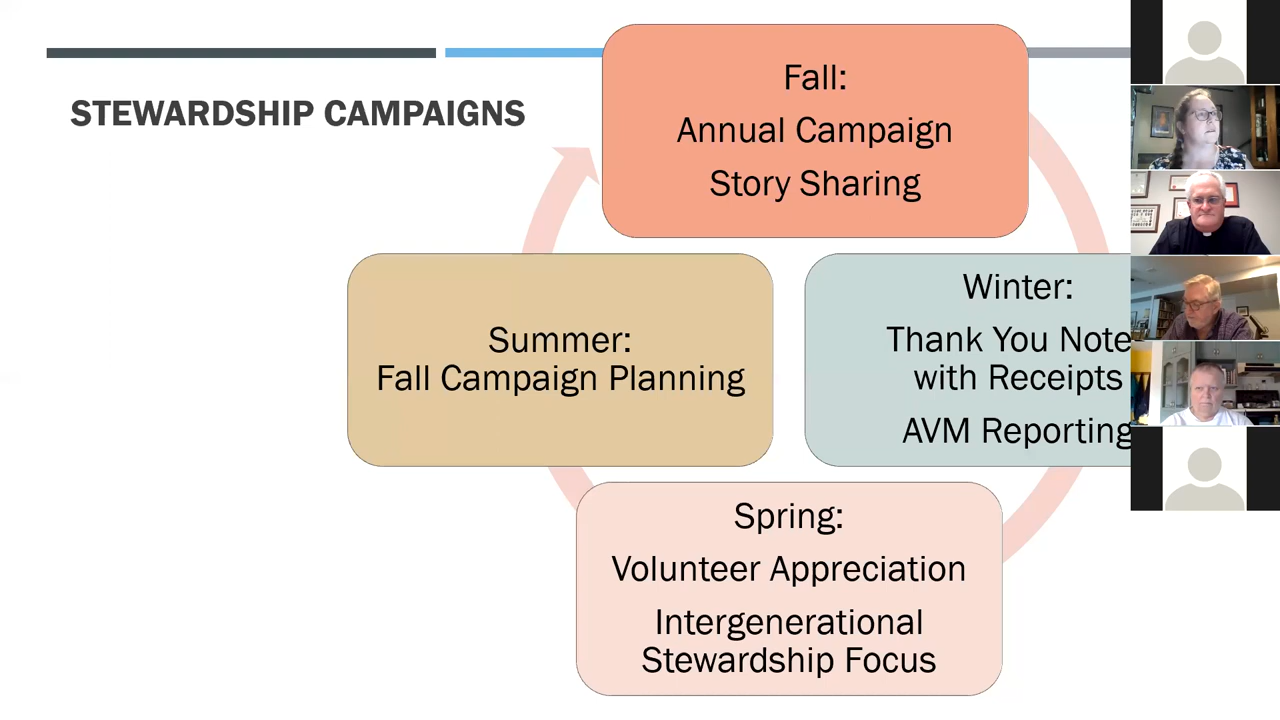 STEWARDSHIP CAMPAIGNS
Fall:
Annual Campaign
Story Sharing
Summer:
Fall Campaign Planning
Winter:
Thank You Note
with Receipts
AVM Reporting
Spring:
Volunteer Appreciation
Intergenerational
Stewardship Focus